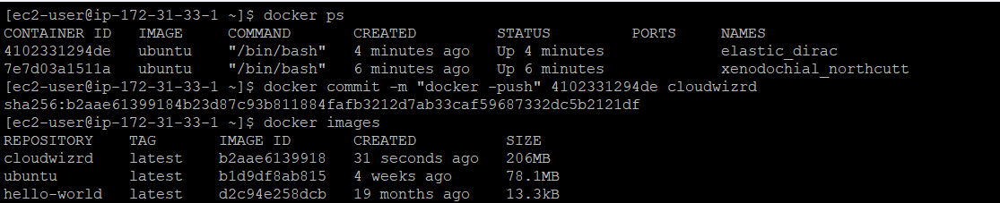 [ec2-user@ip-172-31-33-1 ~]$ docker ps
CONTAINER ID   IMAGE     COMMAND       CREATED         STATUS         PORTS     NAMES
4102331294de   ubuntu    "/bin/bash"   4 minutes ago   Up 4 minutes             elastic_dirac
7e7d03a1511a   ubuntu    "/bin/bash"   6 minutes ago   Up 6 minutes             xenodochial_northcutt
[ec2-user@ip-172-31-33-1 ~]$ docker commit -m "docker -push" 4102331294de cloudwizrd
sha256:b2aae61399184b23d87c93b811884fafb3212d7ab33caf59687332dc5b2121df
[ec2-user@ip-172-31-33-1 ~]$ docker images
REPOSITORY    TAG       IMAGE ID       CREATED          SIZE
cloudwizrd    latest    b2aae6139918   31 seconds ago   206MB
ubuntu        latest    b1d9df8ab815   4 weeks ago      78.1MB
hello-world   latest    d2c94e258dcb   19 months ago    13.3kB